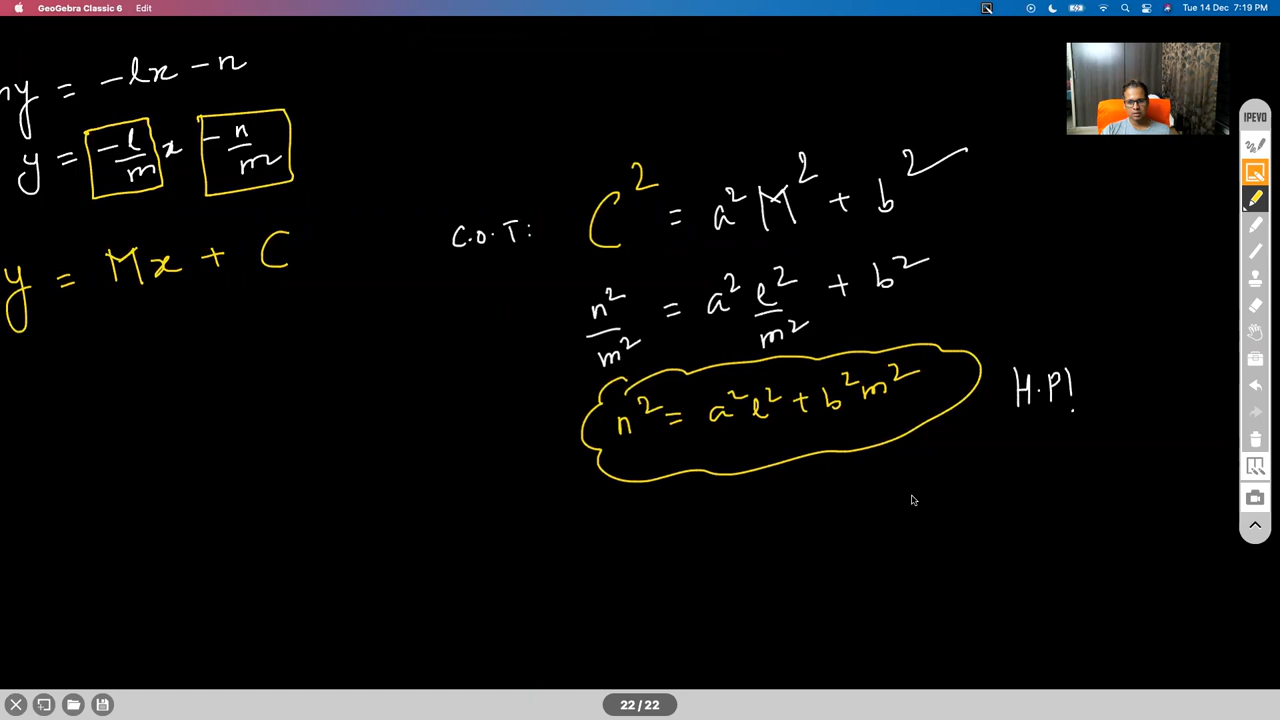 GeoGebra Classic 6 Edit Tue 14 Dec 7:19 PM
y = -lx - n
y = -l/m x - n/m
y = Mx + C
C.O.T: C² = a²M² + b²
n²/m² = a² l²/m² + b²
n² = a²l² + b²m²
H.P!
IPEVO
22 / 22